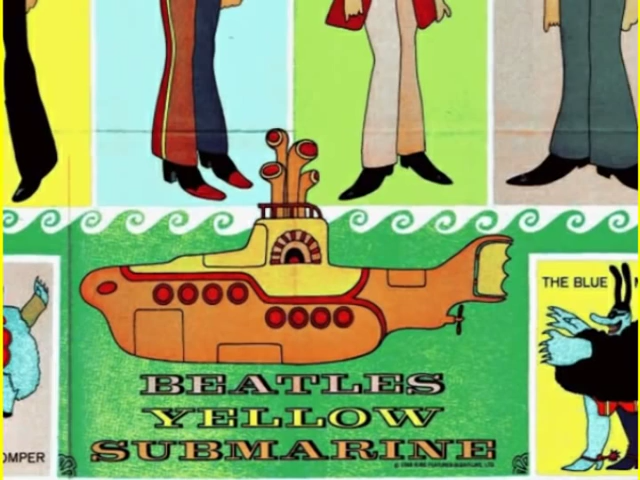 THE BLUE M
BEATLES
YELLOW
SUBMARINE
OMPER